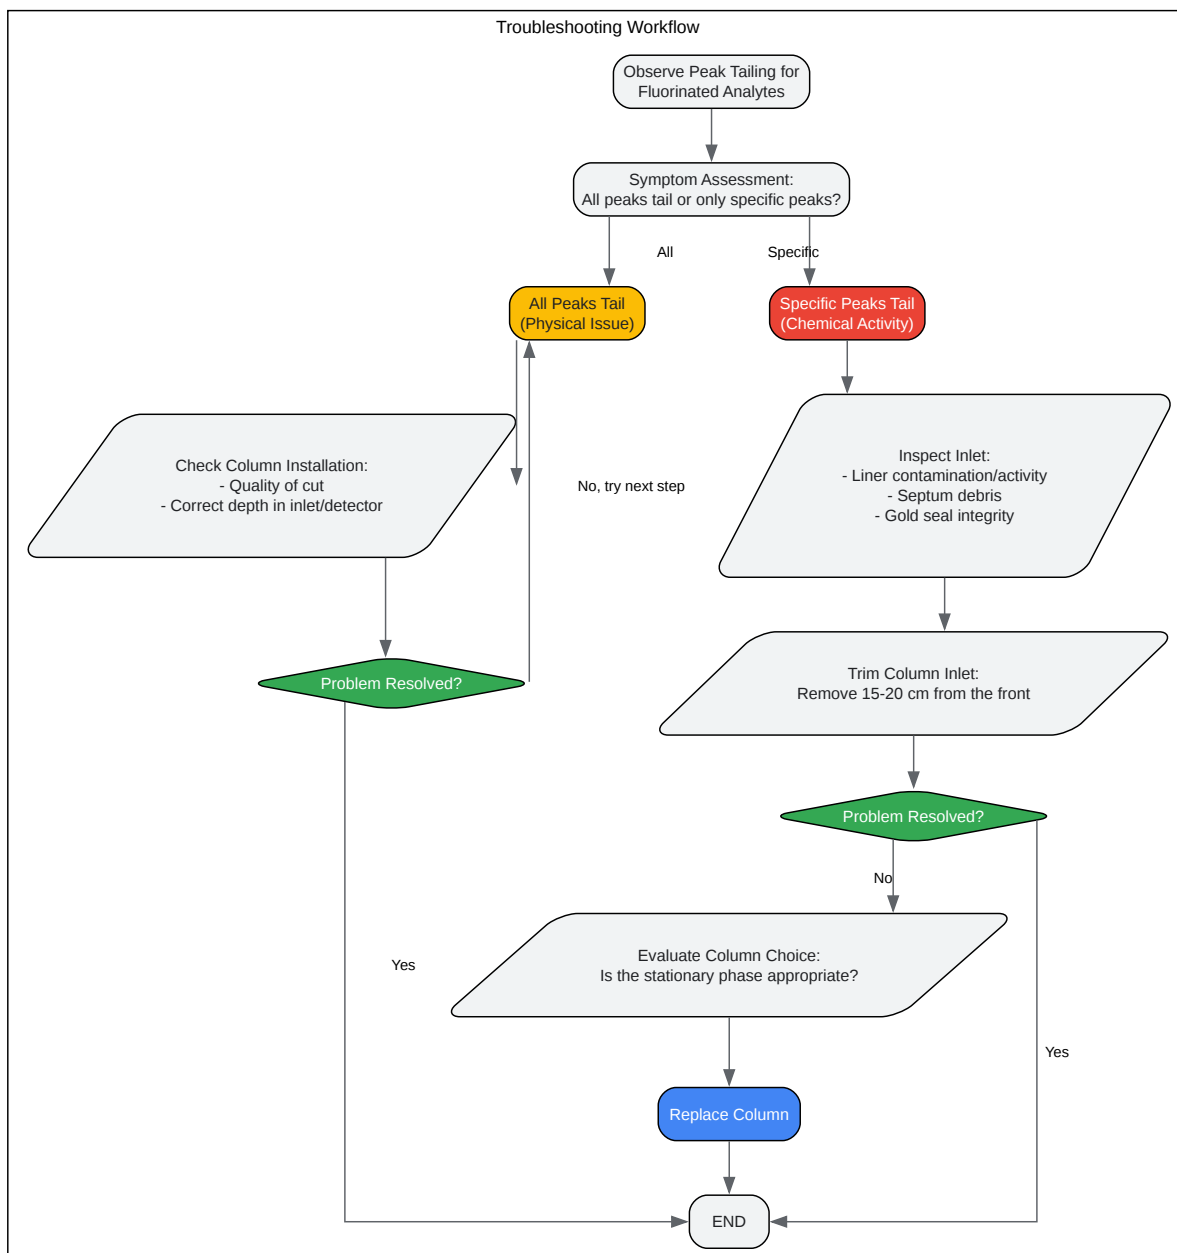 Troubleshooting Workflow
Observe Peak Tailing for
Fluorinated Analytes
Symptom Assessment:
All peaks tail or only specific peaks?
All
Specific
All Peaks Tail
(Physical Issue)
Specific Peaks Tail
(Chemical Activity)
Check Column Installation:
- Quality of cut
- Correct depth in inlet/detector
No, try next step
Inspect Inlet:
- Liner contamination/activity
- Septum debris
- Gold seal integrity
Problem Resolved?
Trim Column Inlet:
Remove 15-20 cm from the front
Problem Resolved?
No
Evaluate Column Choice:
Is the stationary phase appropriate?
Yes
Yes
Replace Column
END